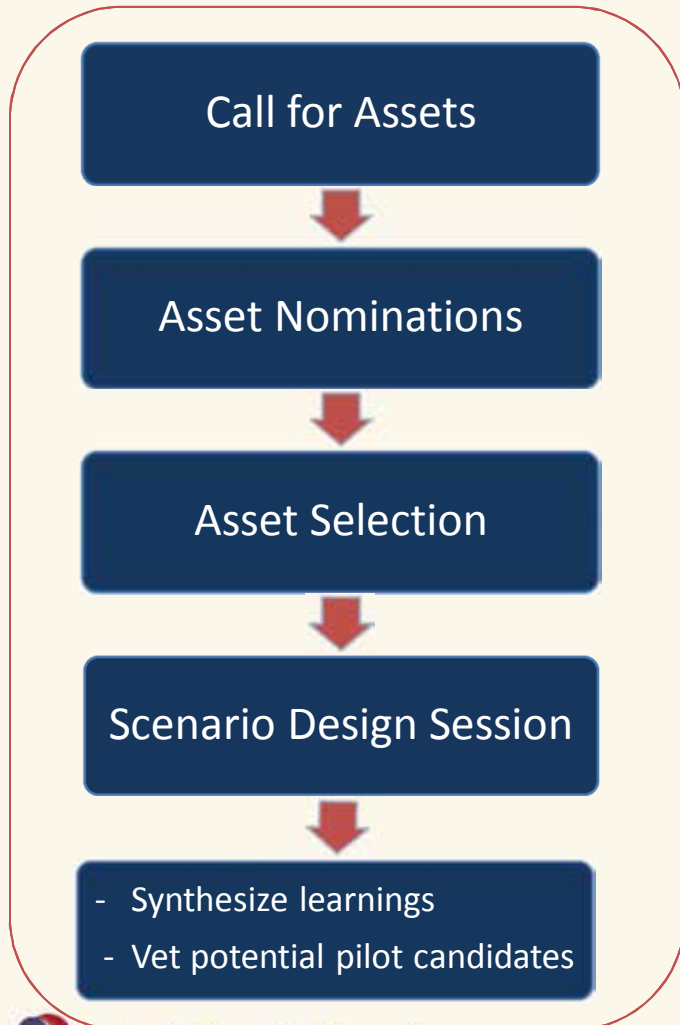 Call for Assets
Asset Nominations
Asset Selection
Scenario Design Session
- Synthesize learnings
- Vet potential pilot candidates